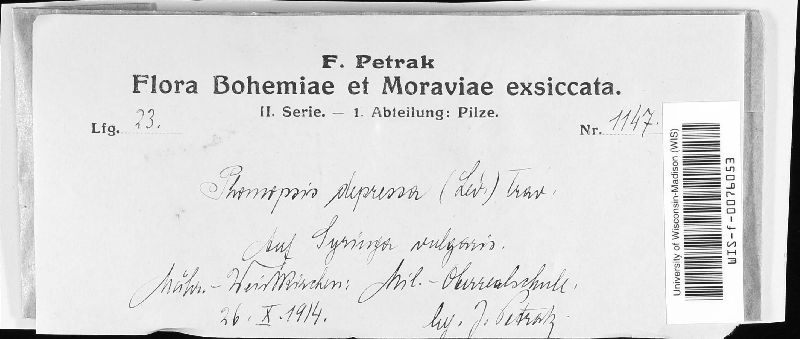 F. Petrak
Flora Bohemiae et Moraviae exsiccata.
II. Serie. — 1. Abteilung: Pilze.
Lfg. 23.
Nr. 1147.
Phomopsis depressa (Lév.) Trav.
Auf Syringa vulgaris.
Mähr.-Weisskirchen: Mil.-Oberrealschule.
26. X. 1914.
lg. J. Petrak
University of Wisconsin-Madison (WIS)
WIS-f-0076053